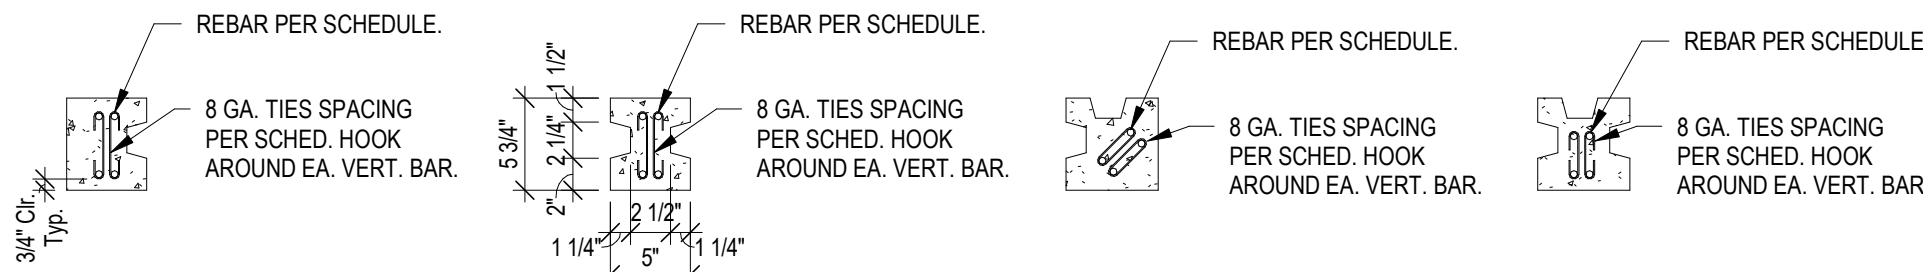 REBAR PER SCHEDULE.
8 GA. TIES SPACING
PER SCHED. HOOK
AROUND EA. VERT. BAR.
3/4" Clr.
Typ.
REBAR PER SCHEDULE.
8 GA. TIES SPACING
PER SCHED. HOOK
AROUND EA. VERT. BAR.
1 1/2"
2 1/4"
5 3/4"
2"
2 1/2"
1 1/4"
1 1/4"
5"
REBAR PER SCHEDULE.
8 GA. TIES SPACING
PER SCHED. HOOK
AROUND EA. VERT. BAR.
REBAR PER SCHEDULE
8 GA. TIES SPACING
PER SCHED. HOOK
AROUND EA. VERT. BAR